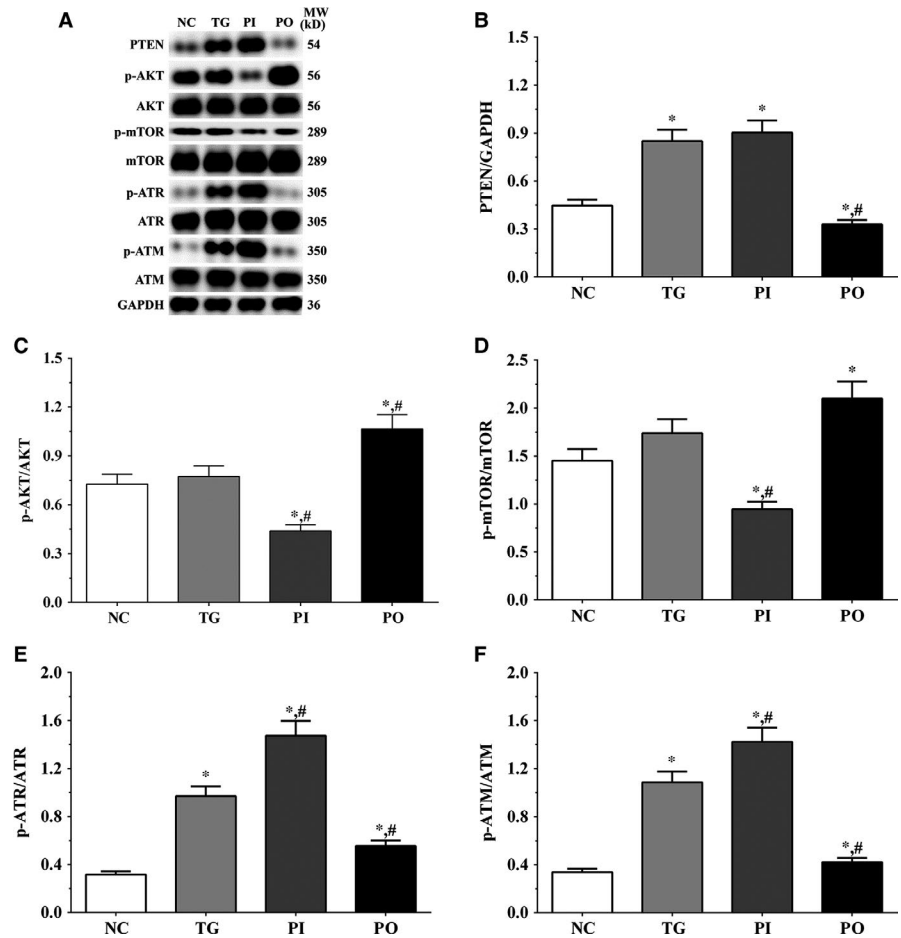 A
NC TG PI PO MW (kD)
PTEN 54
p-AKT 56
AKT 56
p-mTOR 289
mTOR 289
p-ATR 305
ATR 305
p-ATM 350
ATM 350
GAPDH 36
B
PTEN/GAPDH
1.5
1.2
0.9
0.6
0.3
0.0
*
*
*,#
NC TG PI PO
C
p-AKT/AKT
1.5
1.2
0.9
0.6
0.3
0.0
*,#
*,#
NC TG PI PO
D
p-mTOR/mTOR
2.5
2.0
1.5
1.0
0.5
0.0
*,#
*
NC TG PI PO
E
p-ATR/ATR
2.0
1.6
1.2
0.8
0.4
0.0
*
*,#
*,#
NC TG PI PO
F
p-ATM/ATM
2.0
1.6
1.2
0.8
0.4
0.0
*
*,#
*,#
NC TG PI PO